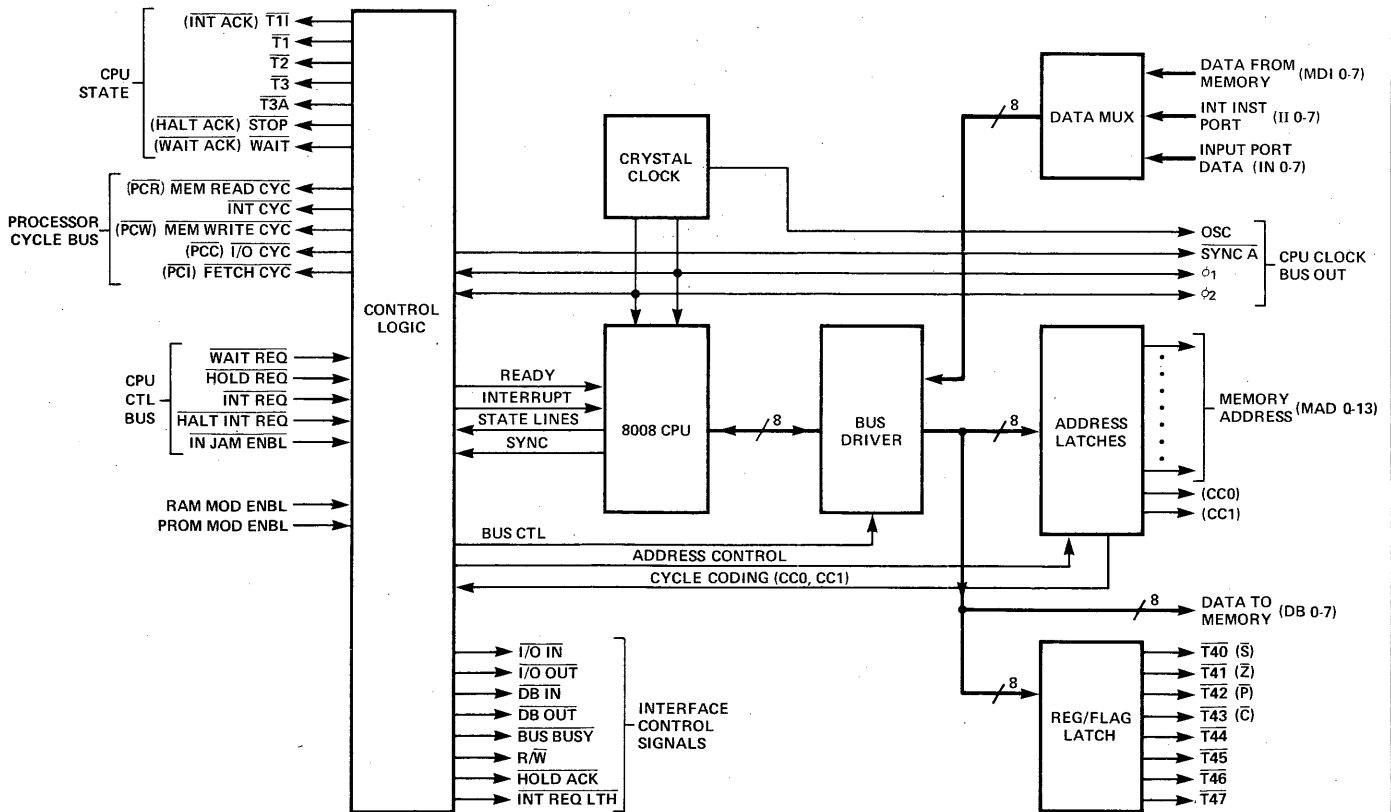 (INT ACK) T1I
T1
T2
T3
T3A
(HALT ACK) STOP
(WAIT ACK) WAIT
CPU
STATE
(PCR) MEM READ CYC
INT CYC
(PCW) MEM WRITE CYC
(PCC) I/O CYC
(PCI) FETCH CYC
PROCESSOR
CYCLE BUS
WAIT REQ
HOLD REQ
INT REQ
HALT INT REQ
IN JAM ENBL
CPU
CTL
BUS
RAM MOD ENBL
PROM MOD ENBL
CONTROL
LOGIC
CRYSTAL
CLOCK
DATA MUX
8
DATA FROM
MEMORY (MDI 0-7)
INT INST
PORT (II 0-7)
INPUT PORT
DATA (IN 0-7)
OSC
SYNC A
ϕ1
ϕ2
CPU CLOCK
BUS OUT
READY
INTERRUPT
STATE LINES
SYNC
8008 CPU
8
BUS
DRIVER
8
ADDRESS
LATCHES
MEMORY
ADDRESS (MAD 0-13)
(CC0)
(CC1)
BUS CTL
ADDRESS CONTROL
CYCLE CODING (CC0, CC1)
8
DATA TO
MEMORY (DB 0-7)
I/O IN
I/O OUT
DB IN
DB OUT
BUS BUSY
R/W
HOLD ACK
INT REQ LTH
INTERFACE
CONTROL
SIGNALS
8
REG/FLAG
LATCH
T40 (S)
T41 (Z)
T42 (P)
T43 (C)
T44
T45
T46
T47